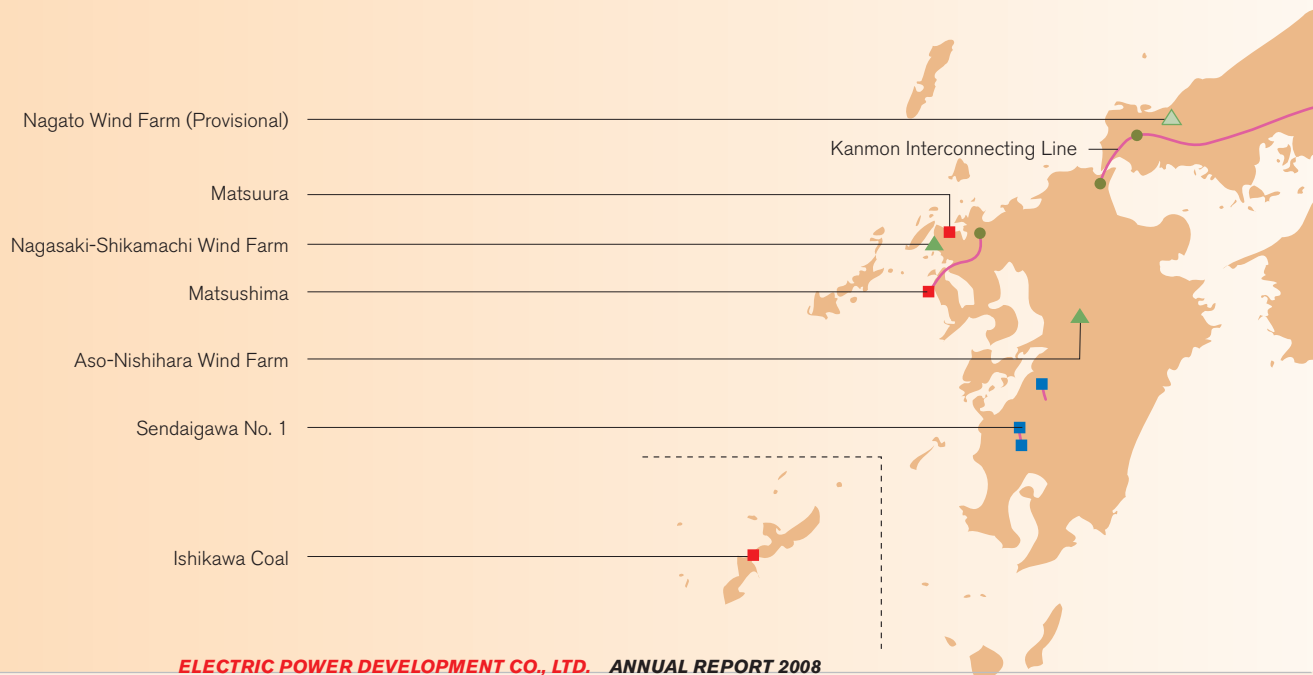 Nagato Wind Farm (Provisional)
Kanmon Interconnecting Line
Matsuura
Nagasaki-Shikamachi Wind Farm
Matsushima
Aso-Nishihara Wind Farm
Sendaigawa No. 1
Ishikawa Coal
ELECTRIC POWER DEVELOPMENT CO., LTD. ANNUAL REPORT 2008